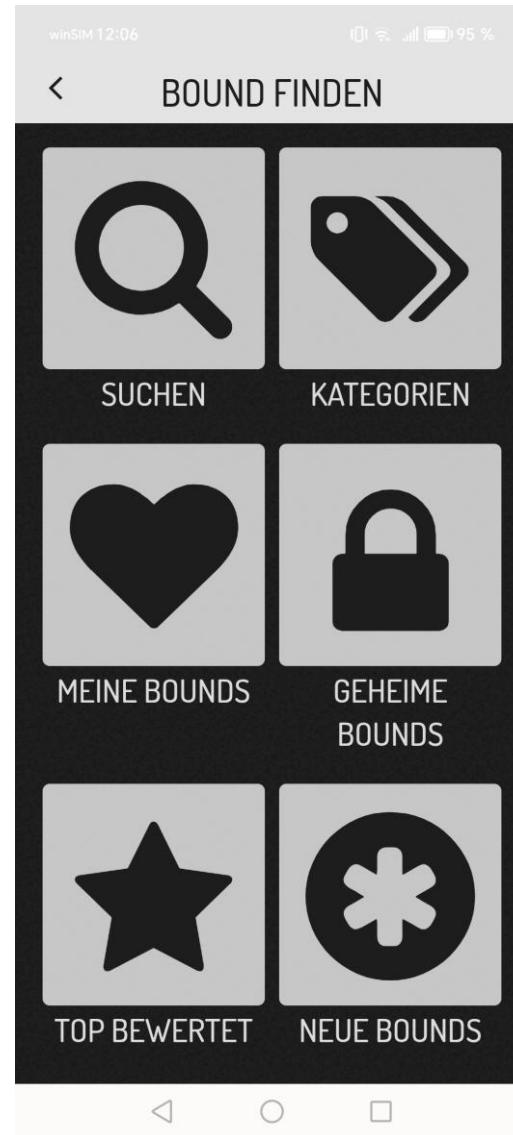 winSIM 12:06 95 %
BOUND FINDEN
SUCHEN KATEGORIEN
MEINE BOUNDS GEHEIME
BOUNDS
TOP BEWERTET NEUE BOUNDS